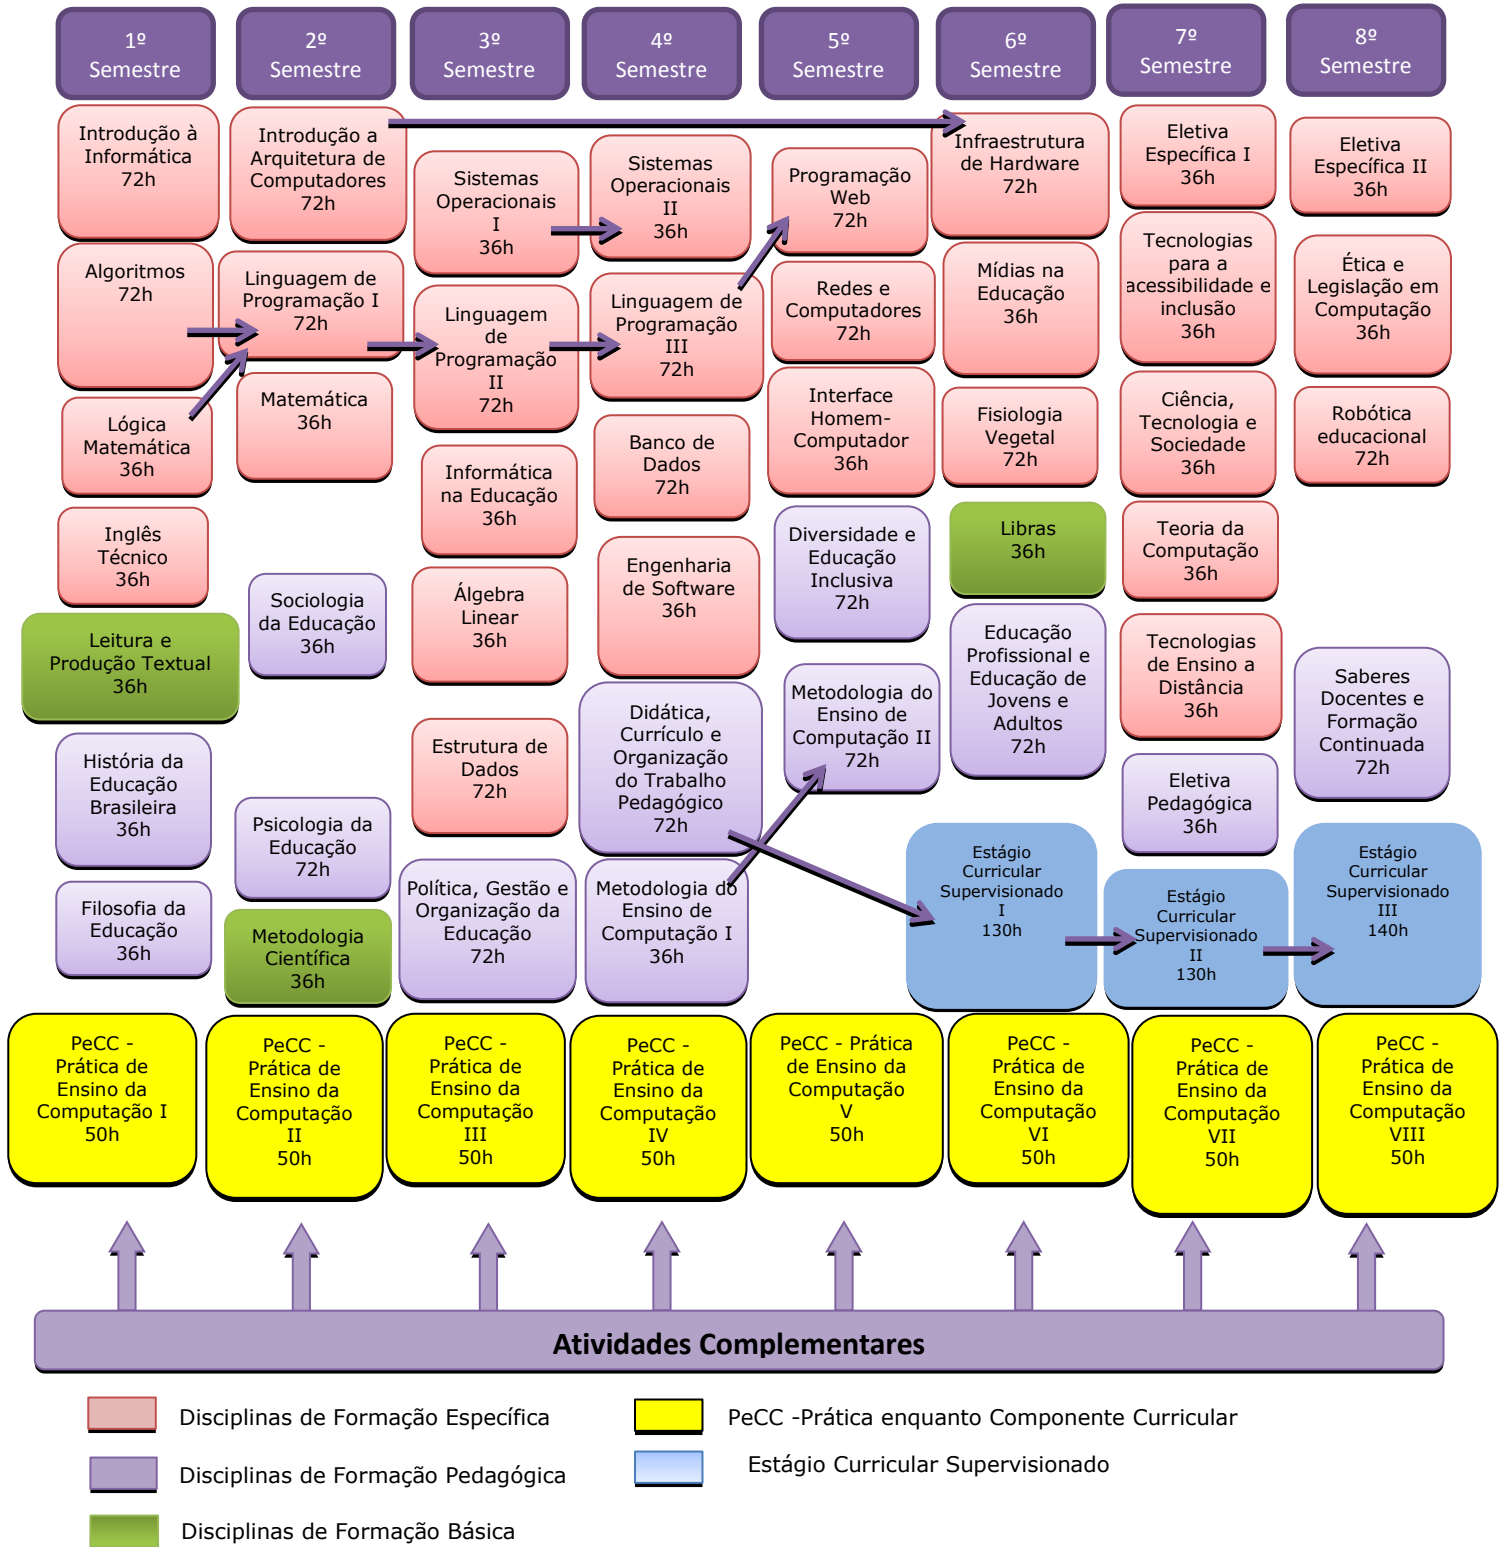 1º
Semestre
2º
Semestre
3º
Semestre
4º
Semestre
5º
Semestre
6º
Semestre
7º
Semestre
8º
Semestre
Introdução à
Informática
72h
Algoritmos
72h
Lógica
Matemática
36h
Inglês
Técnico
36h
Leitura e
Produção Textual
36h
História da
Educação
Brasileira
36h
Filosofia da
Educação
36h
PeCC -
Prática de
Ensino da
Computação I
50h
Introdução a
Arquitetura de
Computadores
72h
Linguagem de
Programação I
72h
Matemática
36h
Sociologia
da Educação
36h
Psicologia da
Educação
72h
Metodologia
Científica
36h
PeCC -
Prática de
Ensino da
Computação
II
50h
Sistemas
Operacionais
I
36h
Linguagem
de
Programação
II
72h
Informática
na Educação
36h
Álgebra
Linear
36h
Estrutura de
Dados
72h
Política, Gestão e
Organização da
Educação
72h
PeCC -
Prática de
Ensino da
Computação
III
50h
Sistemas
Operacionais
II
36h
Linguagem de
Programação
III
72h
Banco de
Dados
72h
Engenharia
de Software
36h
Didática,
Currículo e
Organização
do Trabalho
Pedagógico
72h
Metodologia do
Ensino de
Computação I
36h
PeCC -
Prática de
Ensino da
Computação
IV
50h
Programação
Web
72h
Redes e
Computadores
72h
Interface
Homem-
Computador
36h
Diversidade e
Educação
Inclusiva
72h
Metodologia do
Ensino de
Computação II
72h
PeCC - Prática
de Ensino da
Computação
V
50h
Infraestrutura
de Hardware
72h
Mídias na
Educação
36h
Fisiologia
Vegetal
72h
Libras
36h
Educação
Profissional e
Educação de
Jovens e
Adultos
72h
Estágio
Curricular
Supervisionado
I
130h
PeCC -
Prática de
Ensino da
Computação
VI
50h
Eletiva
Específica I
36h
Tecnologias
para a
acessibilidade e
inclusão
36h
Ciência,
Tecnologia e
Sociedade
36h
Teoria da
Computação
36h
Tecnologias
de Ensino a
Distância
36h
Eletiva
Pedagógica
36h
Estágio
Curricular
Supervisionado
II
130h
PeCC -
Prática de
Ensino da
Computação
VII
50h
Eletiva
Específica II
36h
Ética e
Legislação em
Computação
36h
Robótica
educacional
72h
Saberes
Docentes e
Formação
Continuada
72h
Estágio
Curricular
Supervisionado
III
140h
PeCC -
Prática de
Ensino da
Computação
VIII
50h
Atividades Complementares
Disciplinas de Formação Específica
PeCC -Prática enquanto Componente Curricular
Disciplinas de Formação Pedagógica
Estágio Curricular Supervisionado
Disciplinas de Formação Básica